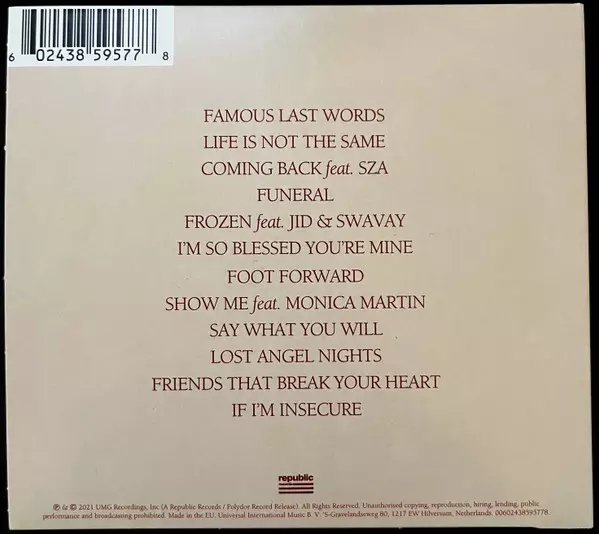 6 02438 59577 8
FAMOUS LAST WORDS
LIFE IS NOT THE SAME
COMING BACK feat. SZA
FUNERAL
FROZEN feat. JID & SWAVAY
I'M SO BLESSED YOU'RE MINE
FOOT FORWARD
SHOW ME feat. MONICA MARTIN
SAY WHAT YOU WILL
LOST ANGEL NIGHTS
FRIENDS THAT BREAK YOUR HEART
IF I'M INSECURE
republic
℗ & © 2021 UMG Recordings, Inc (A Republic Records / Polydor Record Release). All Rights Reserved. Unauthorised copying, reproduction, hiring, lending, public
performance and broadcasting prohibited. Made in the EU. Universal International Music B. V. 'S-Gravelandseweg 80, 1217 EW Hilversum, Netherlands. 00602438595778.